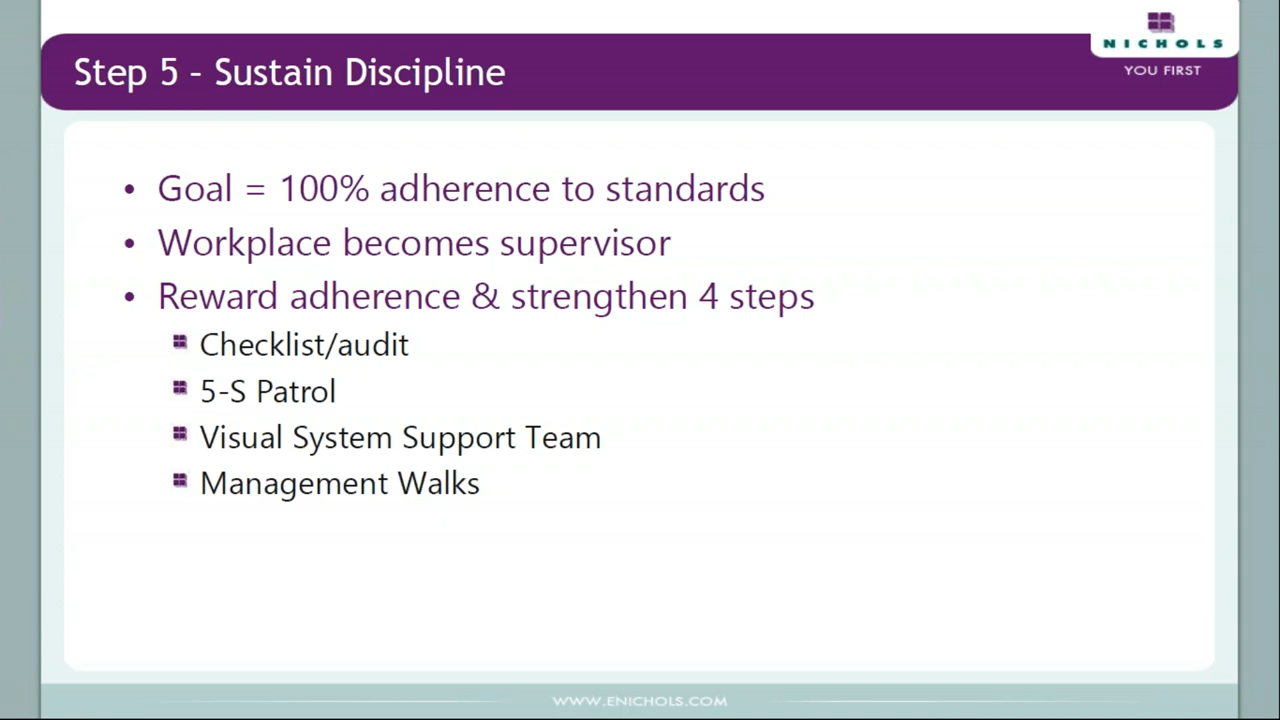 NICHOLS
YOU FIRST
Step 5 - Sustain Discipline
• Goal = 100% adherence to standards
• Workplace becomes supervisor
• Reward adherence & strengthen 4 steps
Checklist/audit
5-S Patrol
Visual System Support Team
Management Walks
WWW.ENICHOLS.COM